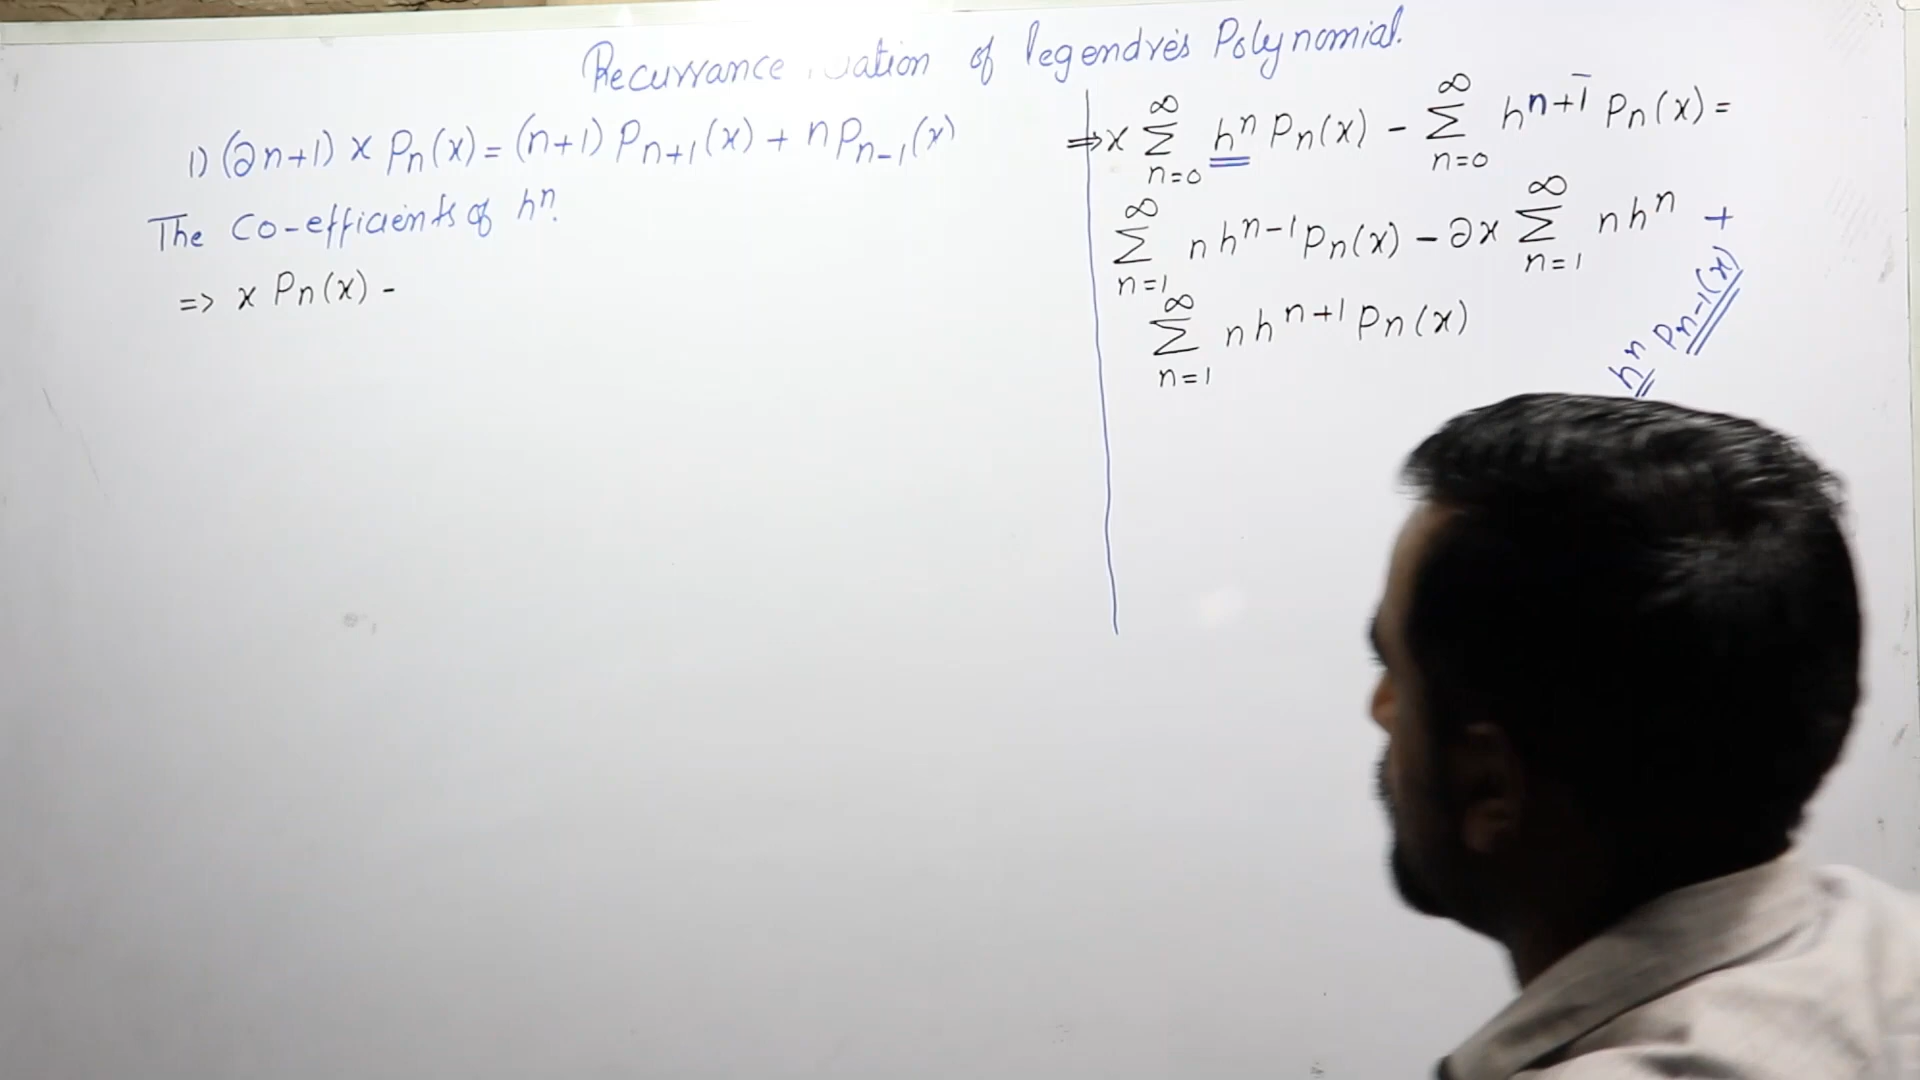 Recurrance of legendre's Polynomial.
1) (2n+1) x Pn(x) = (n+1) Pn+1(x) + n Pn-1(x)
The Co-efficients of hⁿ.
=> x Pn(x) -
=> x ∑ₙ₌₀^∞ hⁿ Pn(x) - ∑ₙ₌₀^∞ hⁿ⁺¹ Pn(x) =
∑ₙ₌₁^∞ n hⁿ⁻¹ Pn(x) - 2x ∑ₙ₌₁^∞ n hⁿ +
∑ₙ₌₁^∞ n hⁿ⁺¹ Pn(x)
hⁿ Pn-1(x)